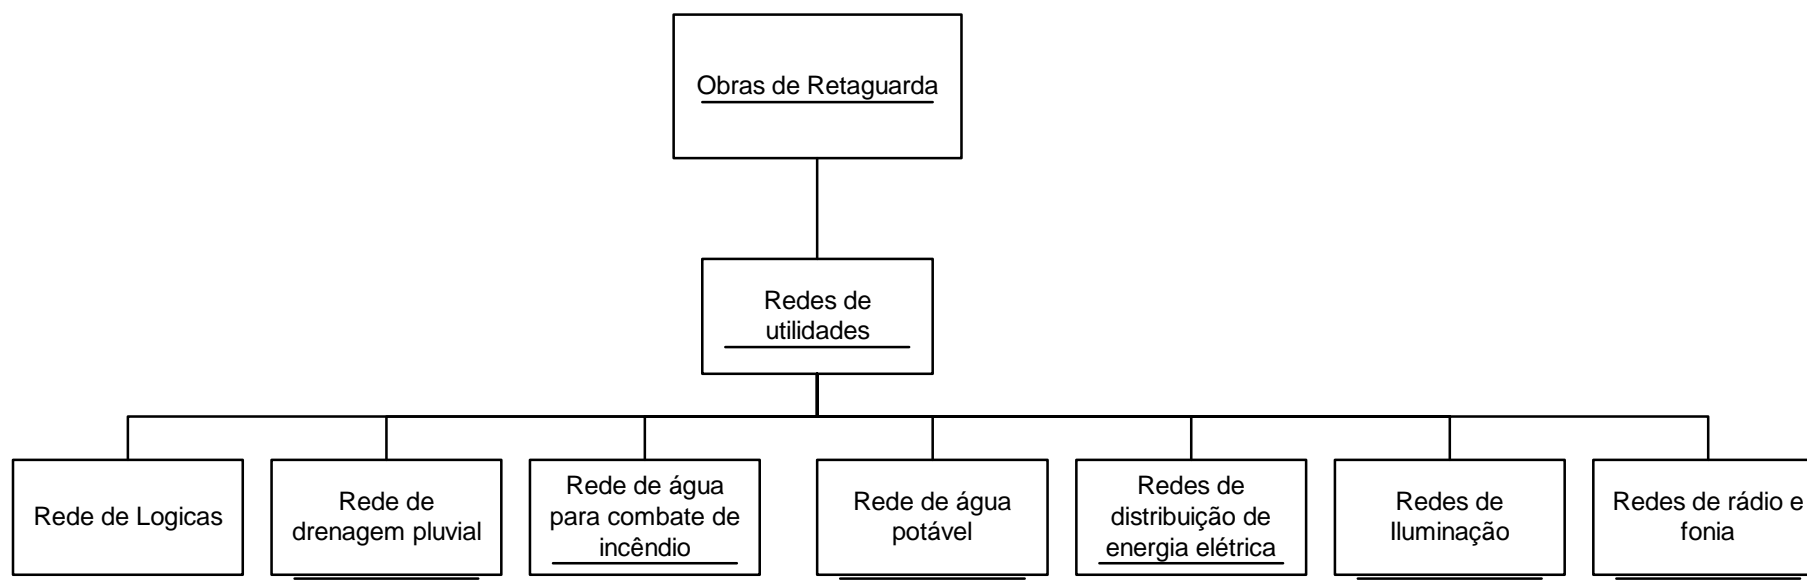 Obras de Retaguarda
Redes de
utilidades
Rede de Logicas
Rede de
drenagem pluvial
Rede de água
para combate de
incêndio
Rede de água
potável
Redes de
distribuição de
energia elétrica
Redes de
Iluminação
Redes de rádio e
fonia